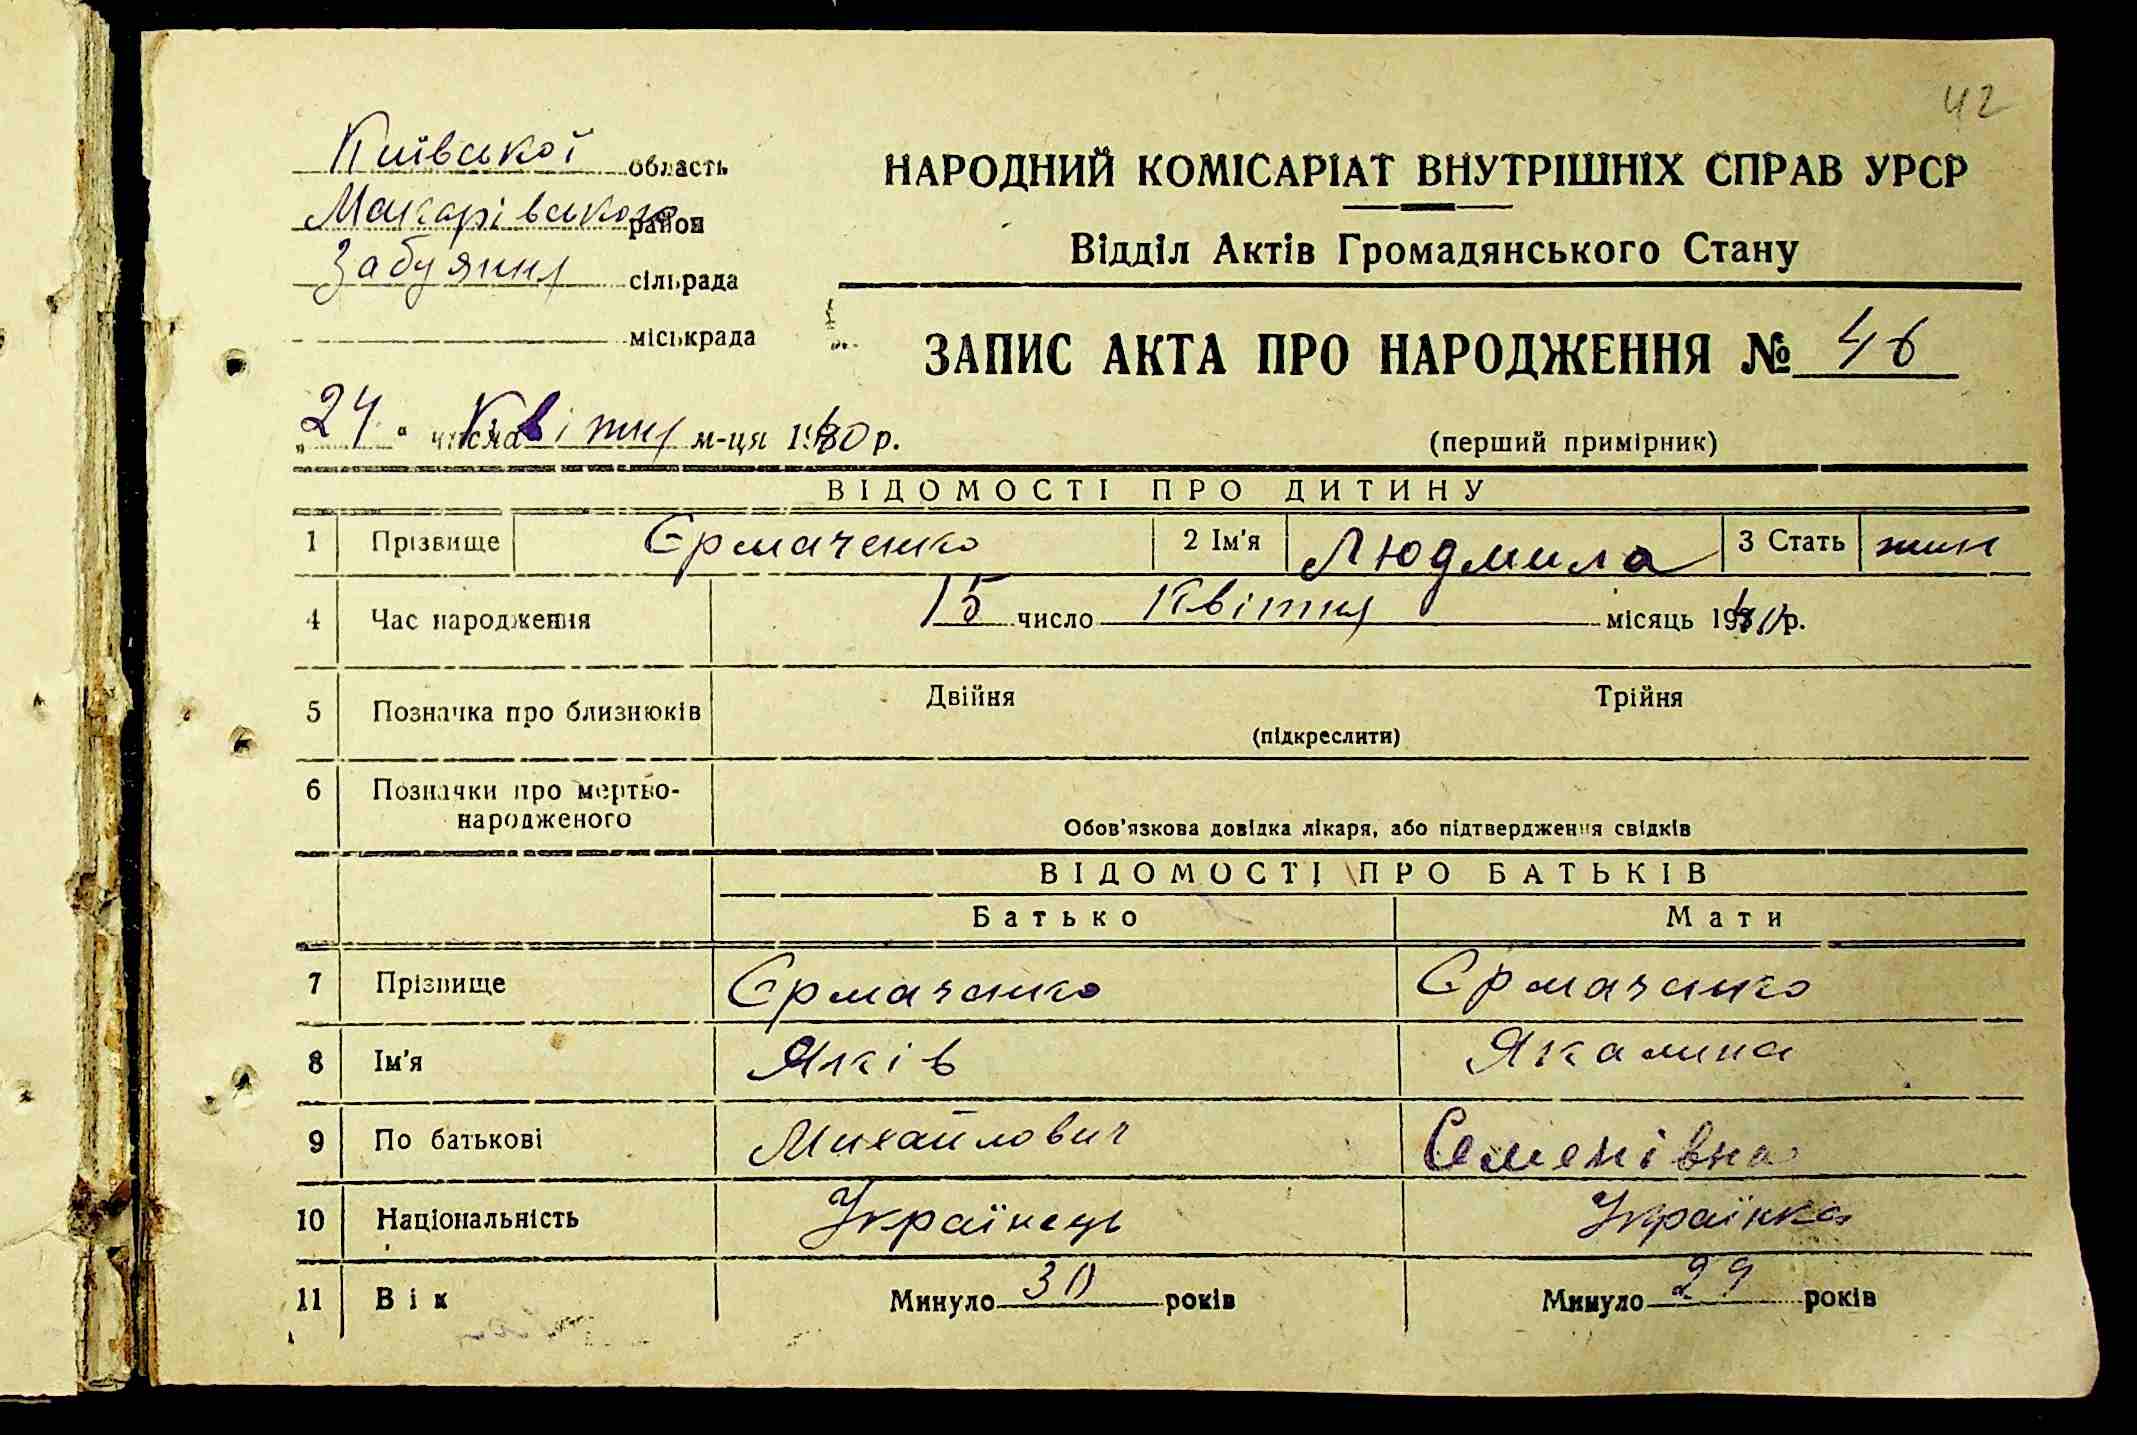 42
Київської область
Макарівського район
Забуяння сільрада
міськрада
НАРОДНИЙ КОМІСАРІАТ ВНУТРІШНІХ СПРАВ УРСР
Відділ Актів Громадянського Стану
ЗАПИС АКТА ПРО НАРОДЖЕННЯ № 46
„24" числа Квітня м-ця 1940 р.
(перший примірник)
ВІДОМОСТІ ПРО ДИТИНУ
1 Прізвище Єрмаченко 2 Ім'я Людмила 3 Стать жин
4 Час народження 15 число Квітня місяць 1940 р.
5 Позначка про близнюків Двійня Трійня
(підкреслити)
6 Позначки про мертво-
народженого
Обов'язкова довідка лікаря, або підтвердження свідків
ВІДОМОСТІ ПРО БАТЬКІВ
Батько Мати
7 Прізвище Єрмаченко Єрмаченко
8 Ім'я Яків Якалина
9 По батькові Михайлович Семенівна
10 Національність Українець Українка
11 Вік Минуло 30 років Минуло 29 років